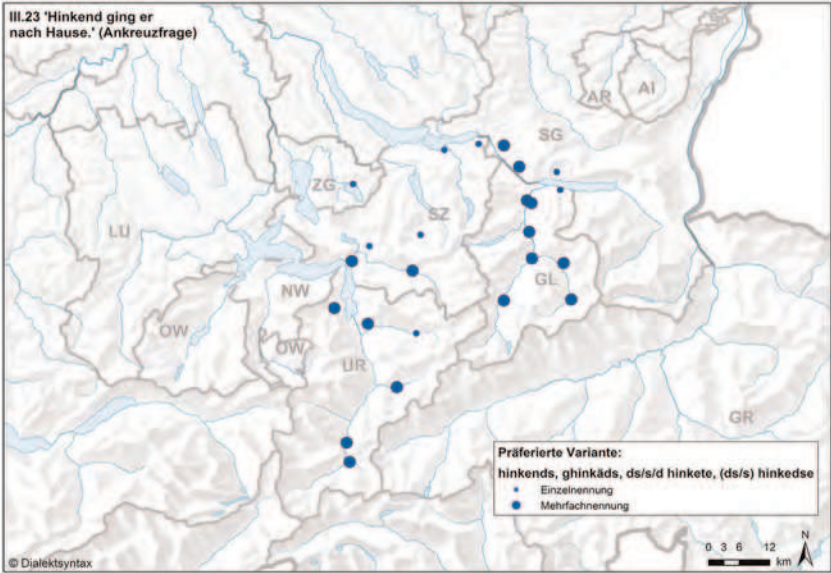 III.23 'Hinkend ging er
nach Hause.' (Ankreuzfrage)
AR
AI
SG
ZG
SZ
LU
NW
GL
OW
OW
UR
GR
Präferierte Variante:
hinkends, ghinkäds, ds/s/d hinkete, (ds/s) hinkedse
Einzelnennung
Mehrfachnennung
N
0 3 6 12
km
© Dialektsyntax